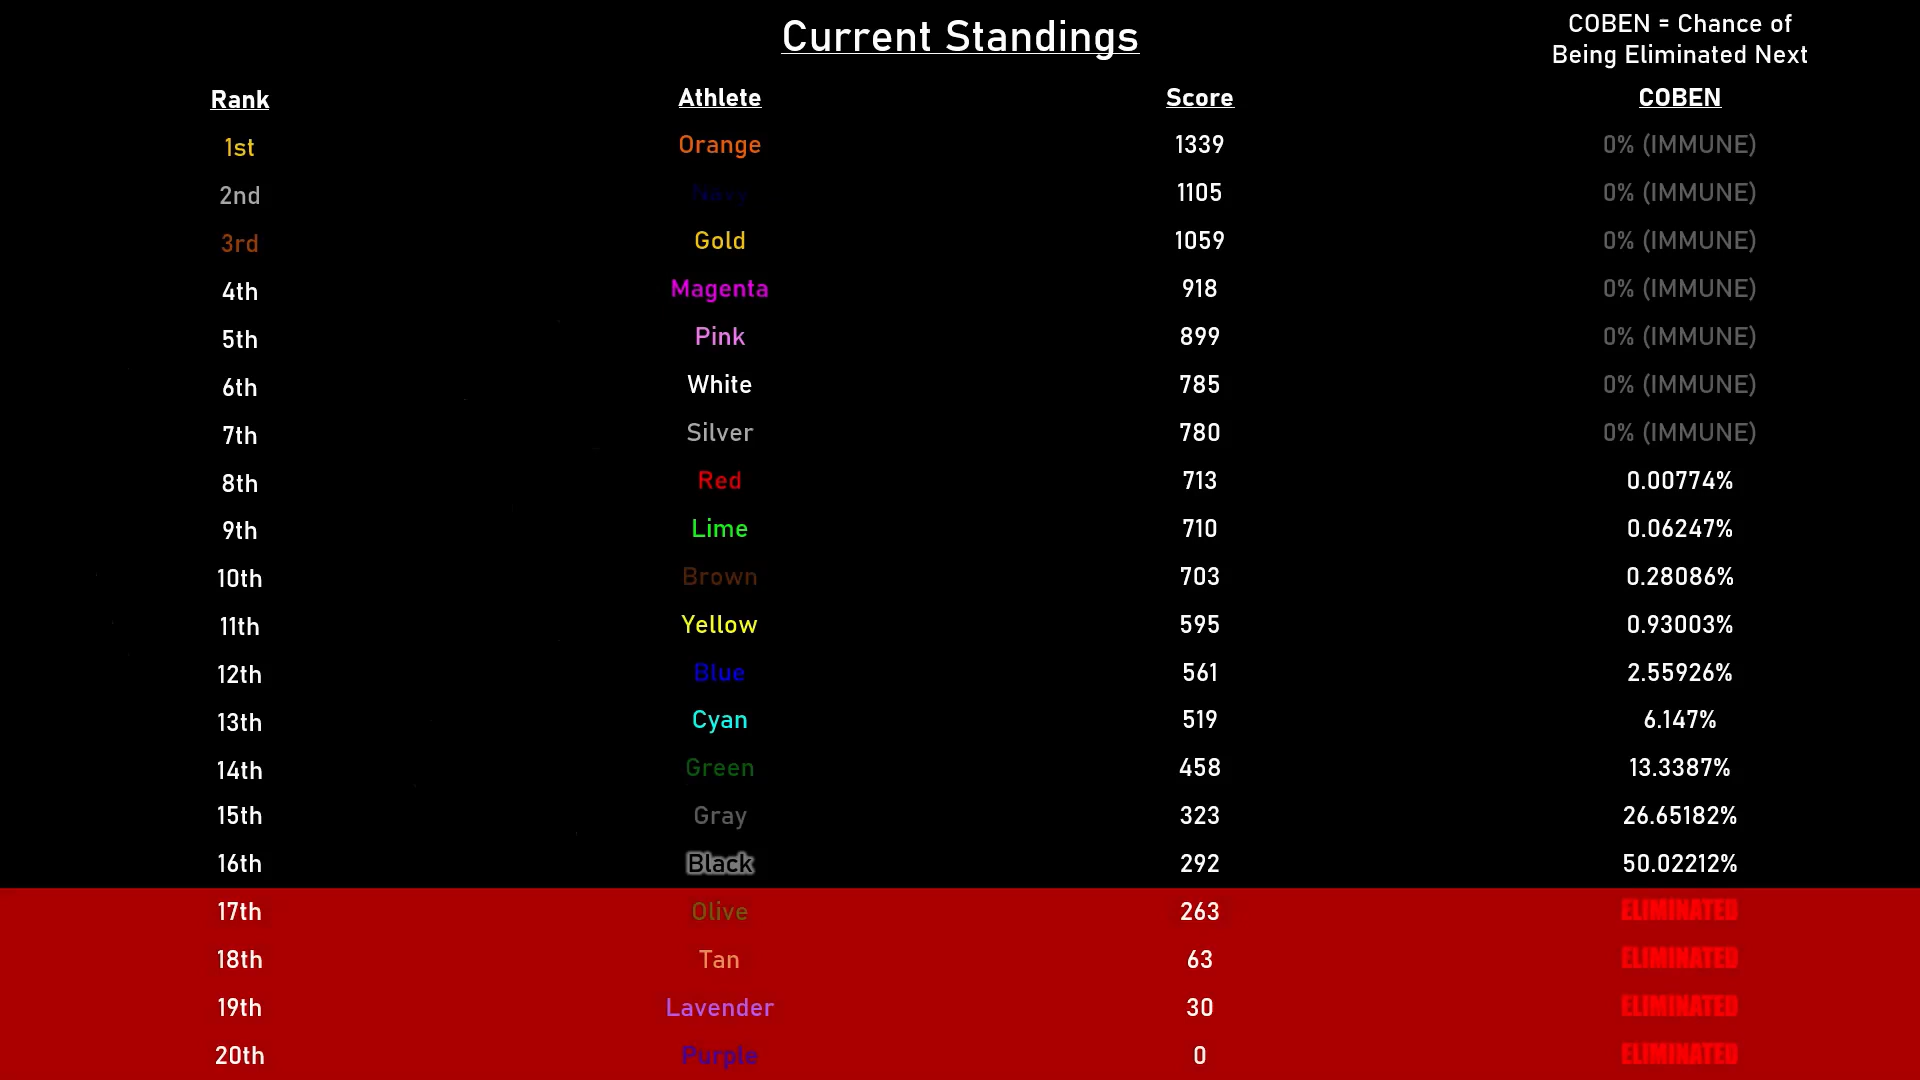 Current Standings
COBEN = Chance of
Being Eliminated Next
Rank Athlete Score COBEN
1st Orange 1339 0% (IMMUNE)
2nd Navy 1105 0% (IMMUNE)
3rd Gold 1059 0% (IMMUNE)
4th Magenta 918 0% (IMMUNE)
5th Pink 899 0% (IMMUNE)
6th White 785 0% (IMMUNE)
7th Silver 780 0% (IMMUNE)
8th Red 713 0.00774%
9th Lime 710 0.06247%
10th Brown 703 0.28086%
11th Yellow 595 0.93003%
12th Blue 561 2.55926%
13th Cyan 519 6.147%
14th Green 458 13.3387%
15th Gray 323 26.65182%
16th Black 292 50.02212%
17th Olive 263 ELIMINATED
18th Tan 63 ELIMINATED
19th Lavender 30 ELIMINATED
20th Purple 0 ELIMINATED